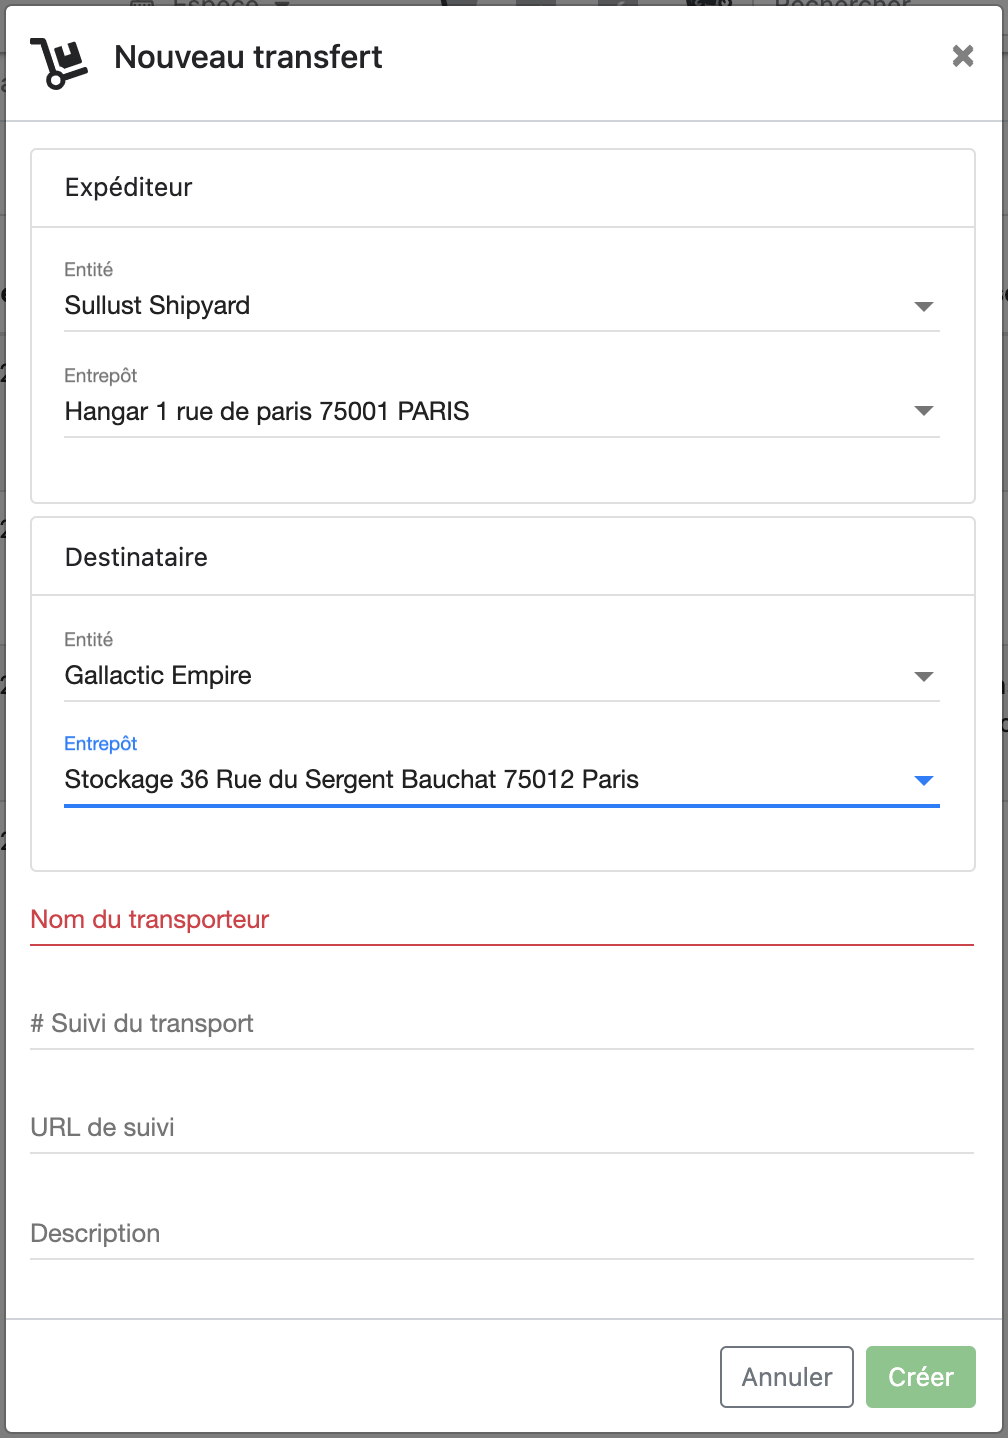 Espace
Rechercher
Nouveau transfert
Expéditeur
Entité
Sullust Shipyard
Entrepôt
Hangar 1 rue de paris 75001 PARIS
Destinataire
Entité
Gallactic Empire
Entrepôt
Stockage 36 Rue du Sergent Bauchat 75012 Paris
Nom du transporteur
# Suivi du transport
URL de suivi
Description
Annuler
Créer